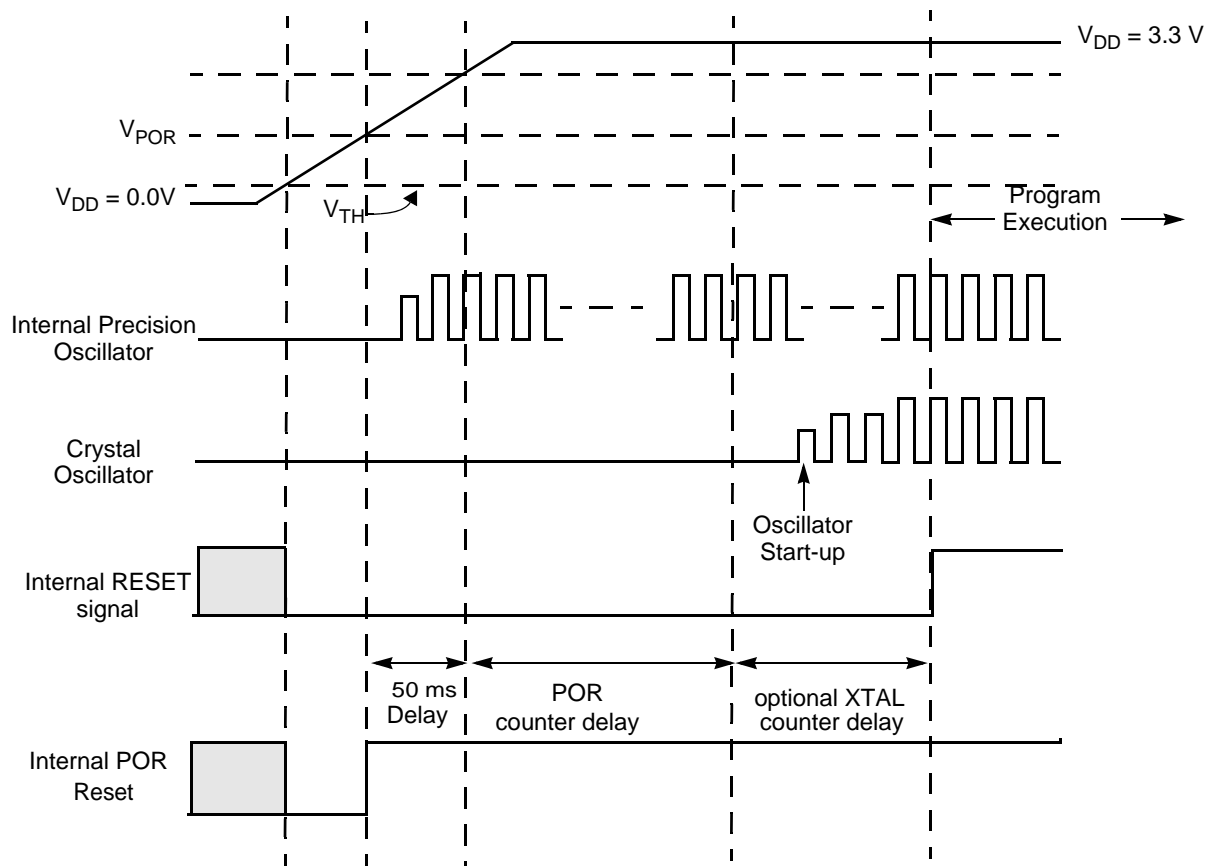 V_DD = 3.3 V
V_POR
V_DD = 0.0V
V_TH
Program
Execution
Internal Precision
Oscillator
Crystal
Oscillator
Oscillator
Start-up
Internal RESET
signal
50 ms
Delay
POR
counter delay
optional XTAL
counter delay
Internal POR
Reset